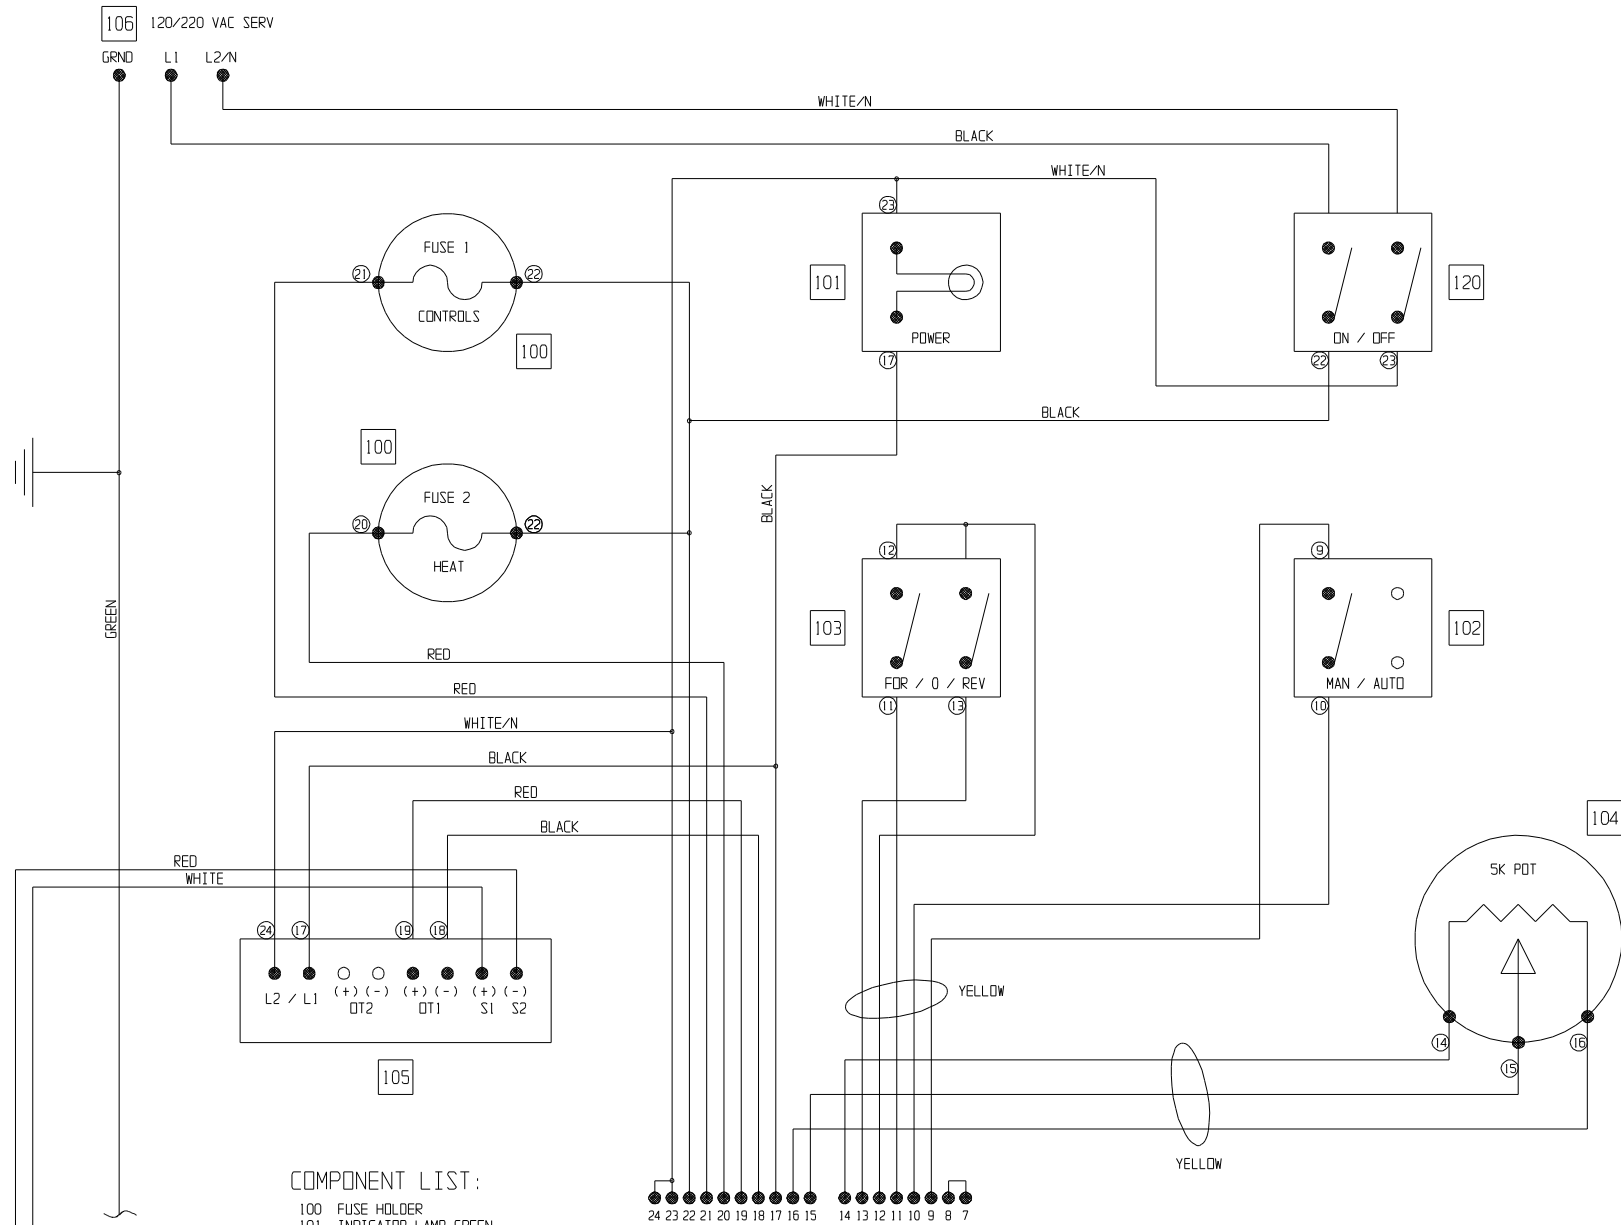 106 120/220 VAC SERV
GRND L1 L2/N
WHITE/N
BLACK
WHITE/N
23
FUSE 1
21 22
CONTROLS
100
101
POWER
17
120
ON / OFF
22 23
BLACK
100
FUSE 2
20 22
HEAT
BLACK
GREEN
12
103
FOR / 0 / REV
11 13
9
102
MAN / AUTO
10
RED
RED
WHITE/N
BLACK
RED
BLACK
RED
WHITE
104
5K POT
14 15 16
24 17 19 18
L2 / L1 (+) (-) (+) (-) (+) (-)
OT2 OT1 S1 S2
105
YELLOW
YELLOW
COMPONENT LIST:
100 FUSE HOLDER
101 INDICATOR LAMP GREEN
24 23 22 21 20 19 18 17 16 15 14 13 12 11 10 9 8 7